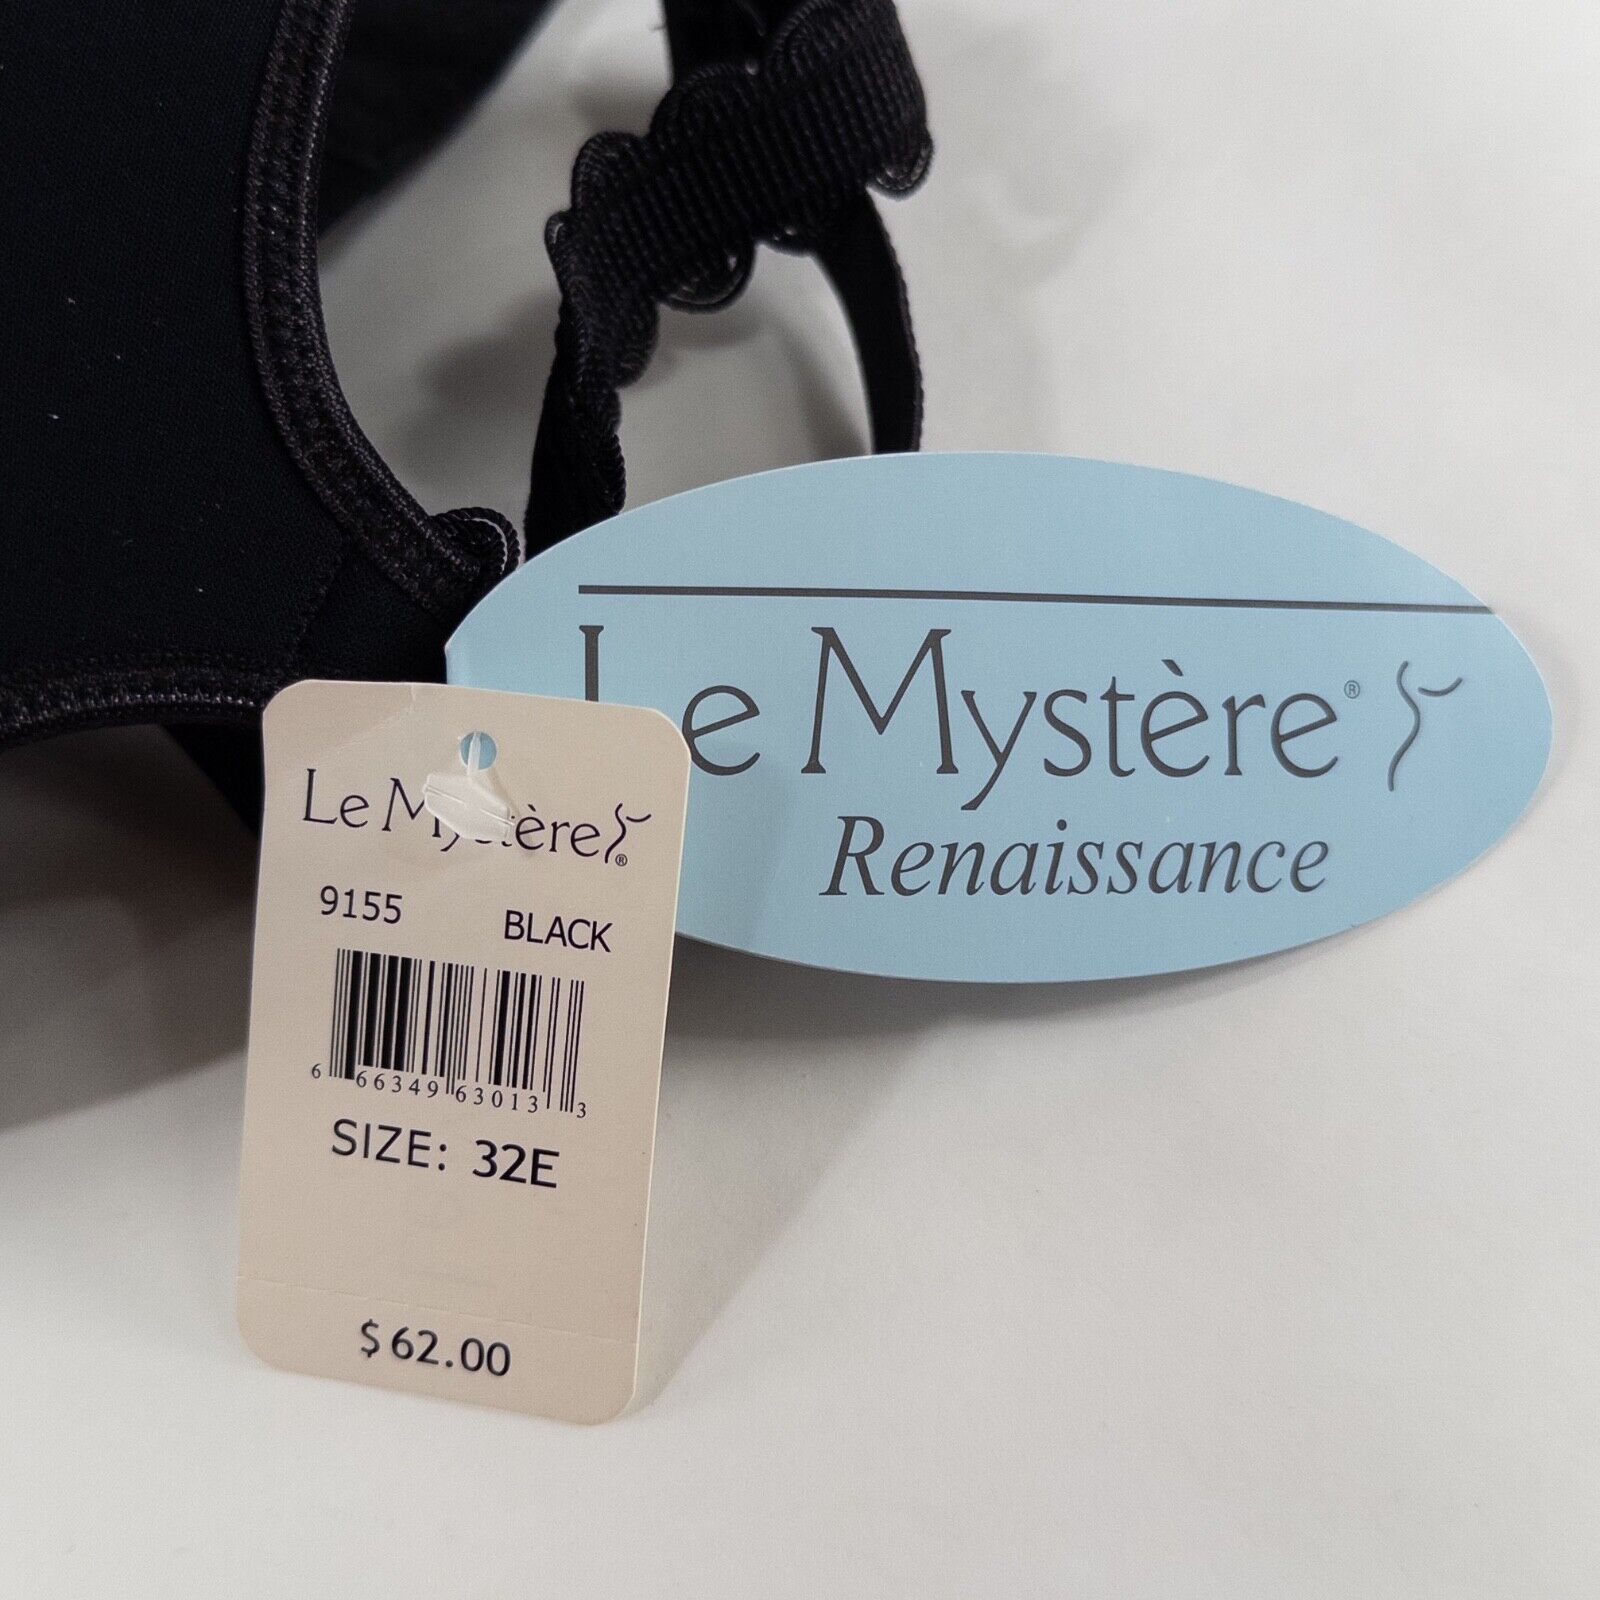 Le Mystère®
Renaissance
Le Mystère®
9155 BLACK
6 66349 63013 3
SIZE: 32E
$62.00